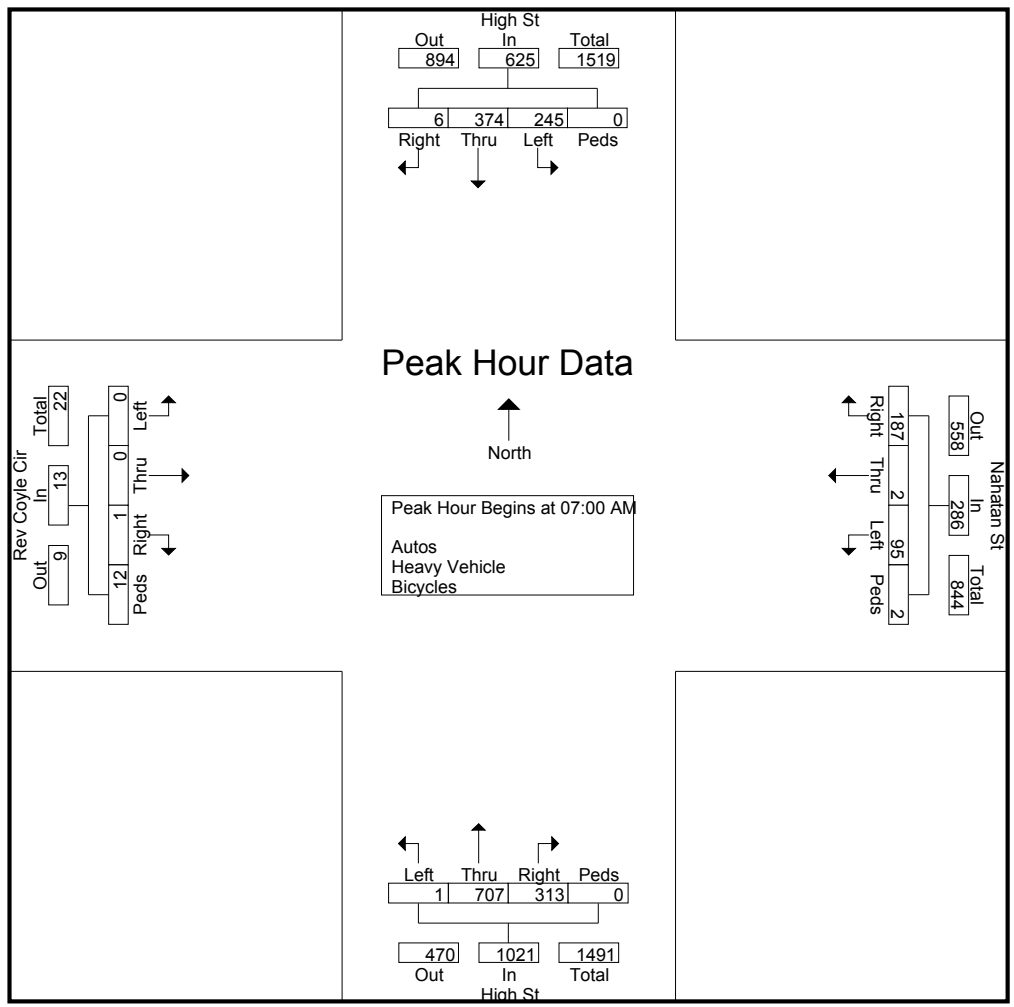 High St
Out In Total
894 625 1519
6 374 245 0
Right Thru Left Peds
Peak Hour Data
North
Peak Hour Begins at 07:00 AM
Autos
Heavy Vehicle
Bicycles
Rev Coyle Cir
Out In Total
9 13 22
0 0 1 12
Left Thru Right Peds
Right Thru Left Peds
187 2 95 2
Out In Total
558 286 844
Nahatan St
Left Thru Right Peds
1 707 313 0
470 1021 1491
Out In Total
High St